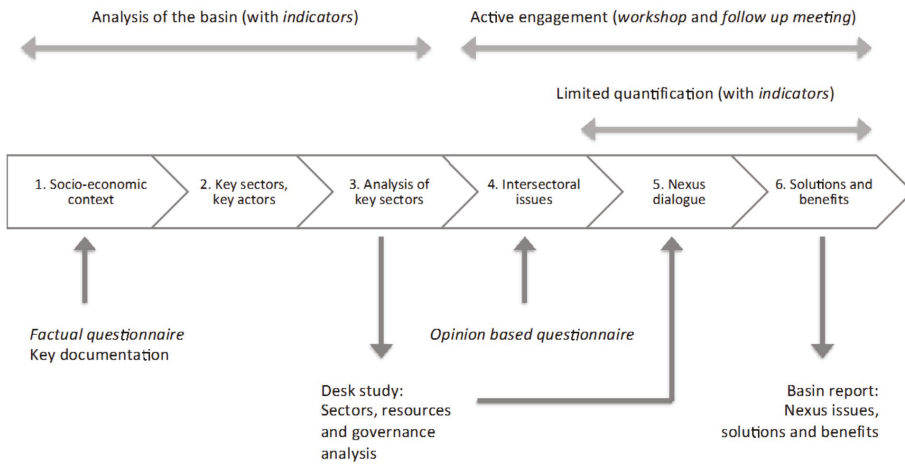 Analysis of the basin (with indicators)
Active engagement (workshop and follow up meeting)
Limited quantification (with indicators)
1. Socio-economic
context
2. Key sectors,
key actors
3. Analysis of
key sectors
4. Intersectoral
issues
5. Nexus
dialogue
6. Solutions and
benefits
Factual questionnaire
Key documentation
Opinion based questionnaire
Desk study:
Sectors, resources
and governance
analysis
Basin report:
Nexus issues,
solutions and benefits